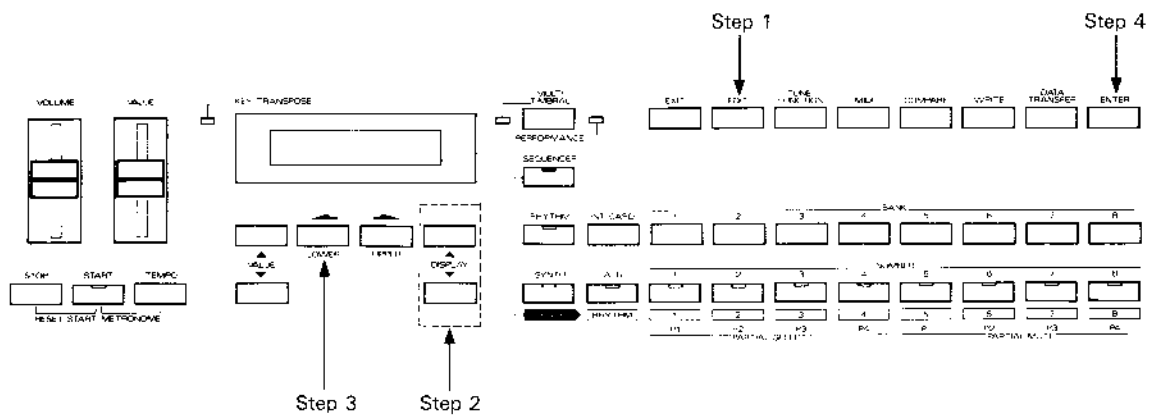 Step 1
Step 4
VOLUME
VALUE
KEY TRANSPOSE
MULTI TIMBRAL
EXIT
EDIT
TUNE FUNCTION
MIDI
COMPARE
WRITE
DATA TRANSFER
ENTER
PERFORMANCE
SEQUENCER
RHYTHM
INT CARD
BANK
1 2 3 4 5 6 7 8
VALUE
LOWER
UPPER
DISPLAY
STOP
START
TEMPO
SYNTH
A B
NUMBER
1 2 3 4 5 6 7 8
RESET START METRONOME
RHYTHM
1 2 3 4 5 6 7 8
P1 P2 P3 P4 P1 P2 P3 P4
PARTIAL SELECT
PARTIAL MUTE
Step 3
Step 2